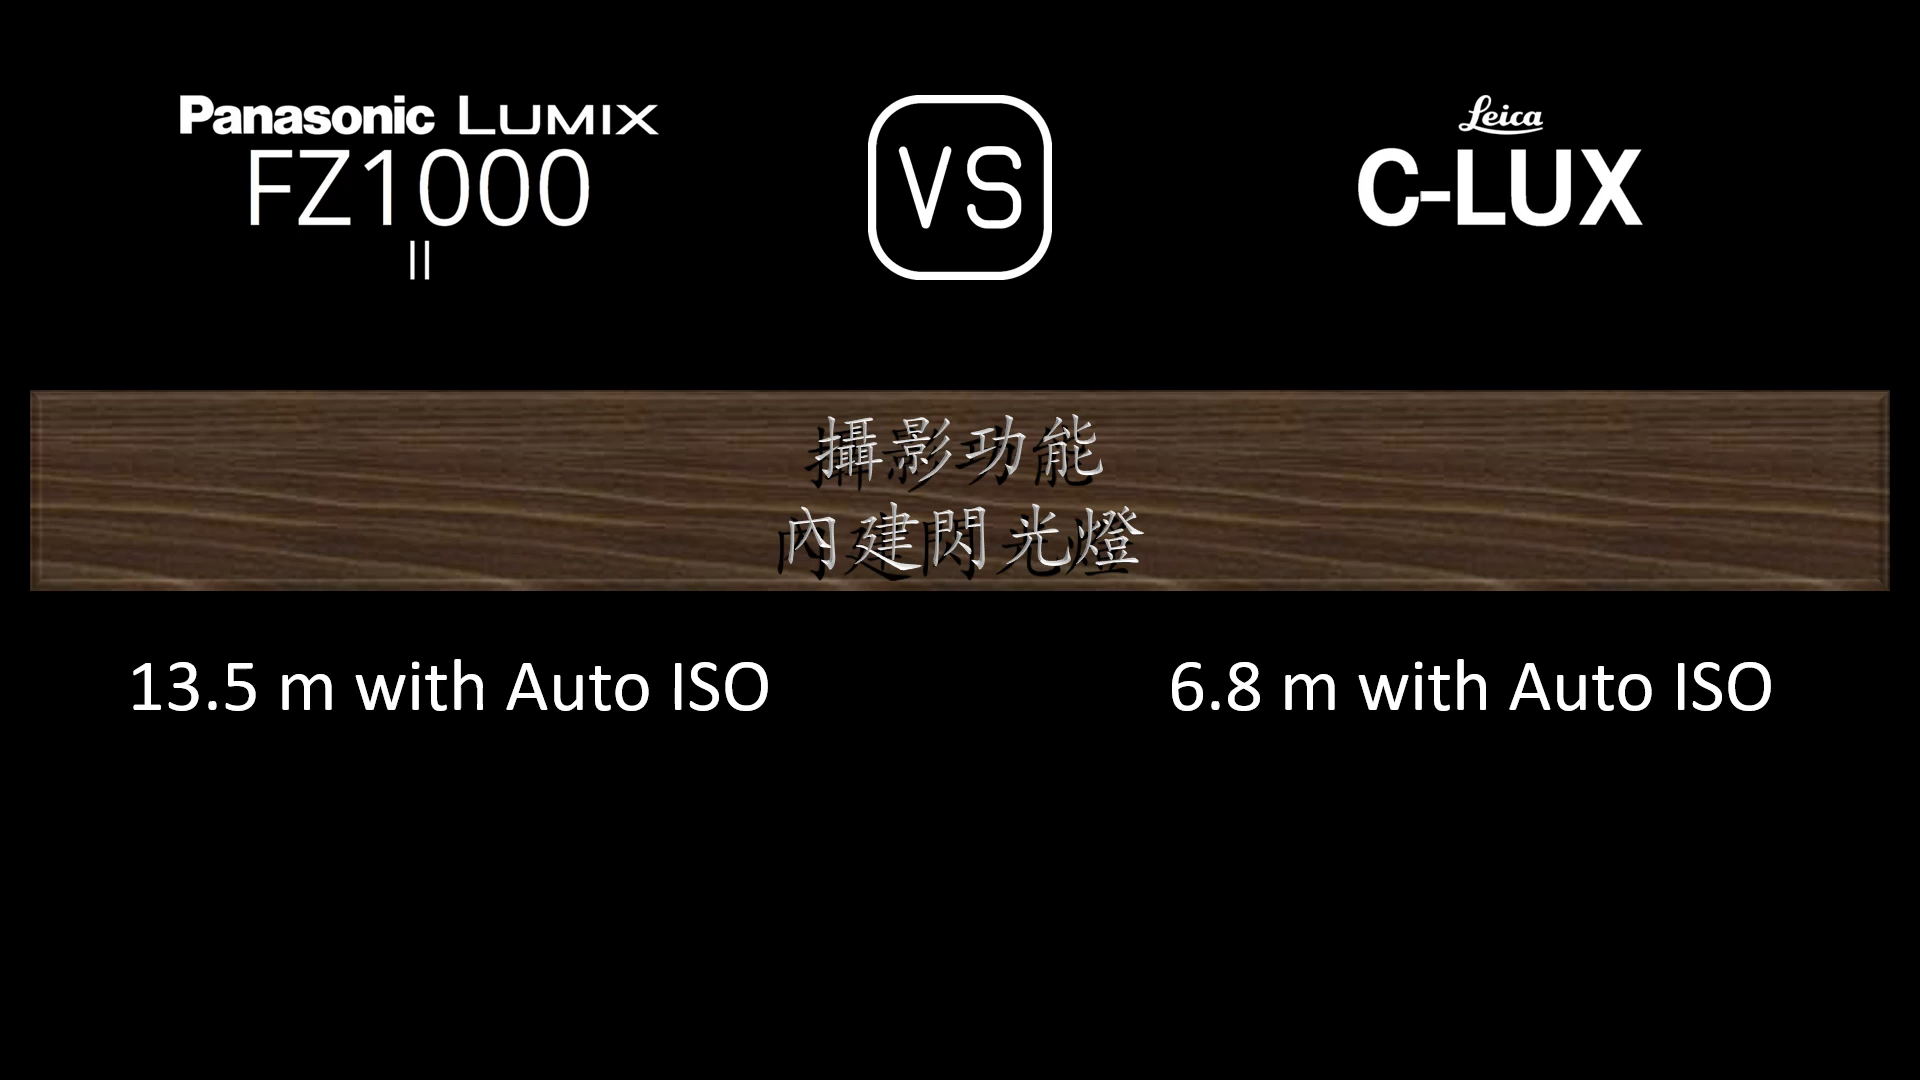 Panasonic LUMIX
FZ1000
II
VS
Leica
C-LUX
攝影功能
內建閃光燈
13.5 m with Auto ISO
6.8 m with Auto ISO